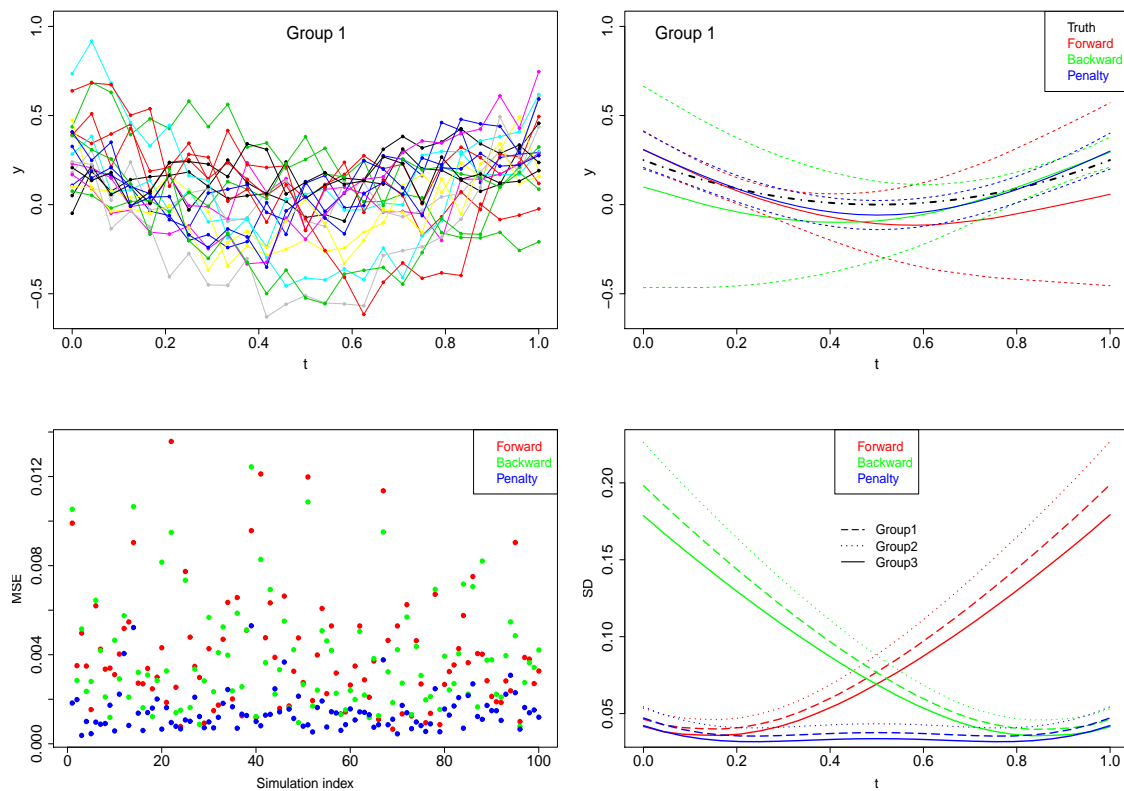 Group 1
1.0
0.5
0.0
−0.5
y
0.0
0.2
0.4
0.6
0.8
1.0
t
Group 1
Truth
Forward
Backward
Penalty
1.0
0.5
0.0
−0.5
y
0.0
0.2
0.4
0.6
0.8
1.0
t
Forward
Backward
Penalty
0.012
0.008
0.004
0.000
MSE
0
20
40
60
80
100
Simulation index
Forward
Backward
Penalty
Group1
Group2
Group3
0.20
0.15
0.10
0.05
SD
0.0
0.2
0.4
0.6
0.8
1.0
t